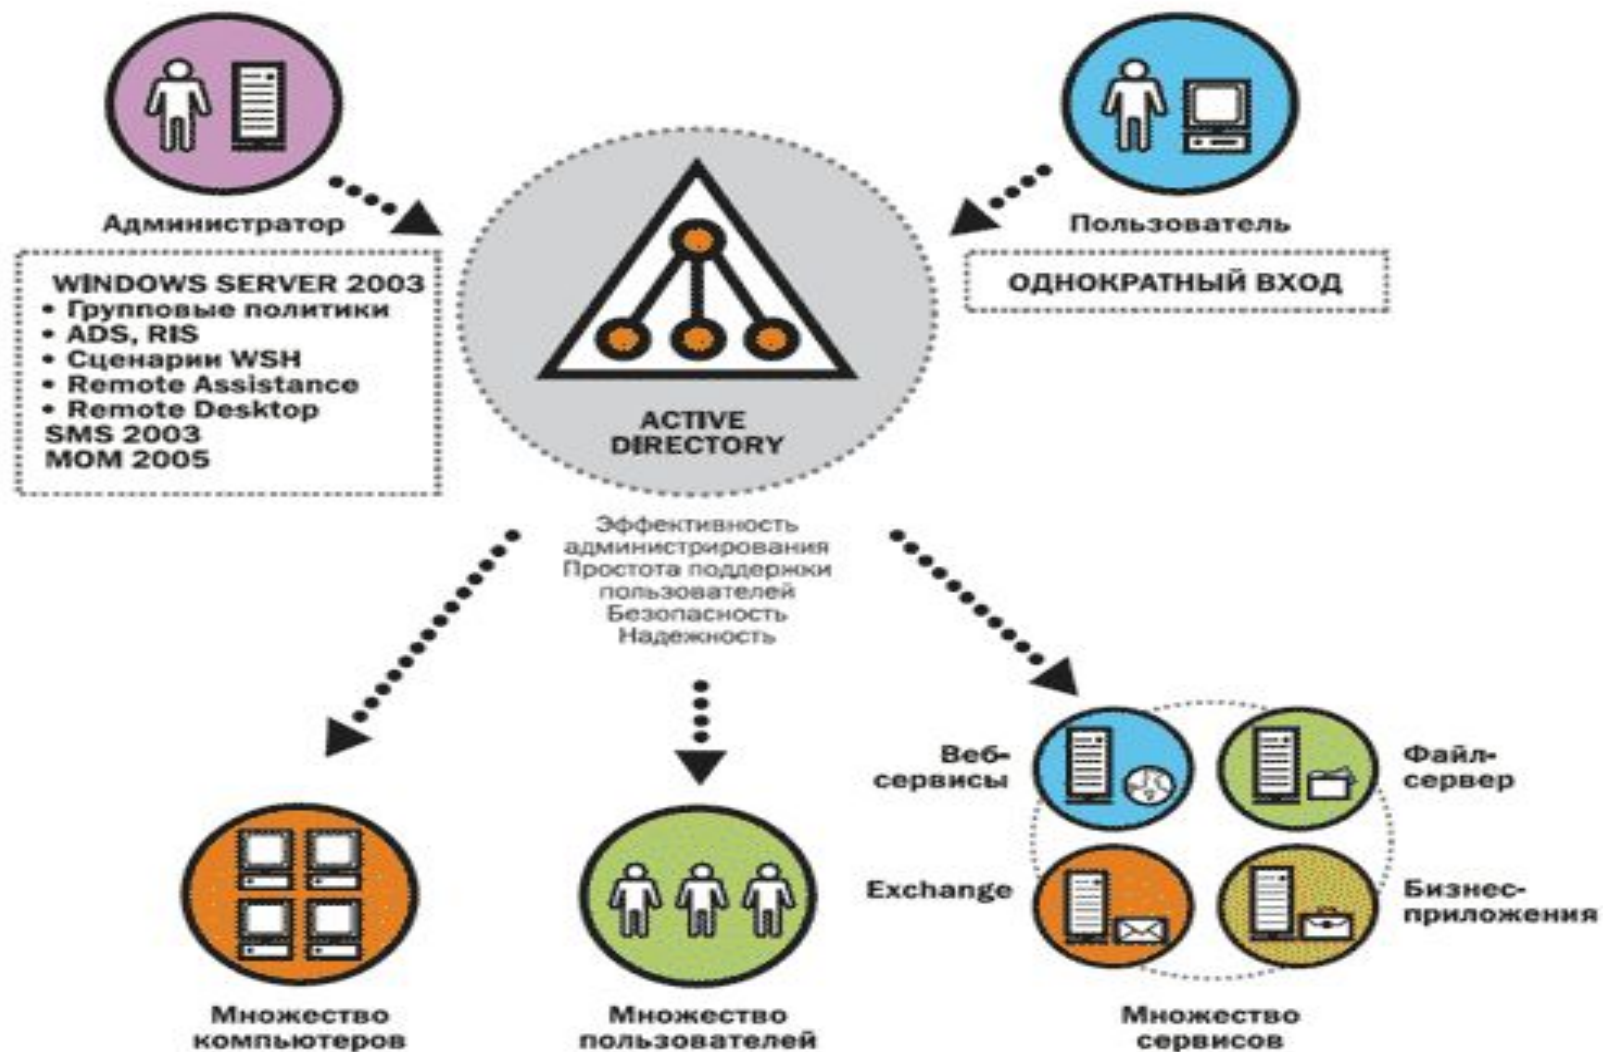 Администратор
WINDOWS SERVER 2003
• Групповые политики
• ADS, RIS
• Сценарии WSH
• Remote Assistance
• Remote Desktop
SMS 2003
MOM 2005
ACTIVE
DIRECTORY
Эффективность
администрирования
Простота поддержки
пользователей
Безопасность
Надежность
Пользователь
ОДНОКРАТНЫЙ ВХОД
Множество
компьютеров
Множество
пользователей
Веб-
сервисы
Файл-
сервер
Exchange
Бизнес-
приложения
Множество
сервисов